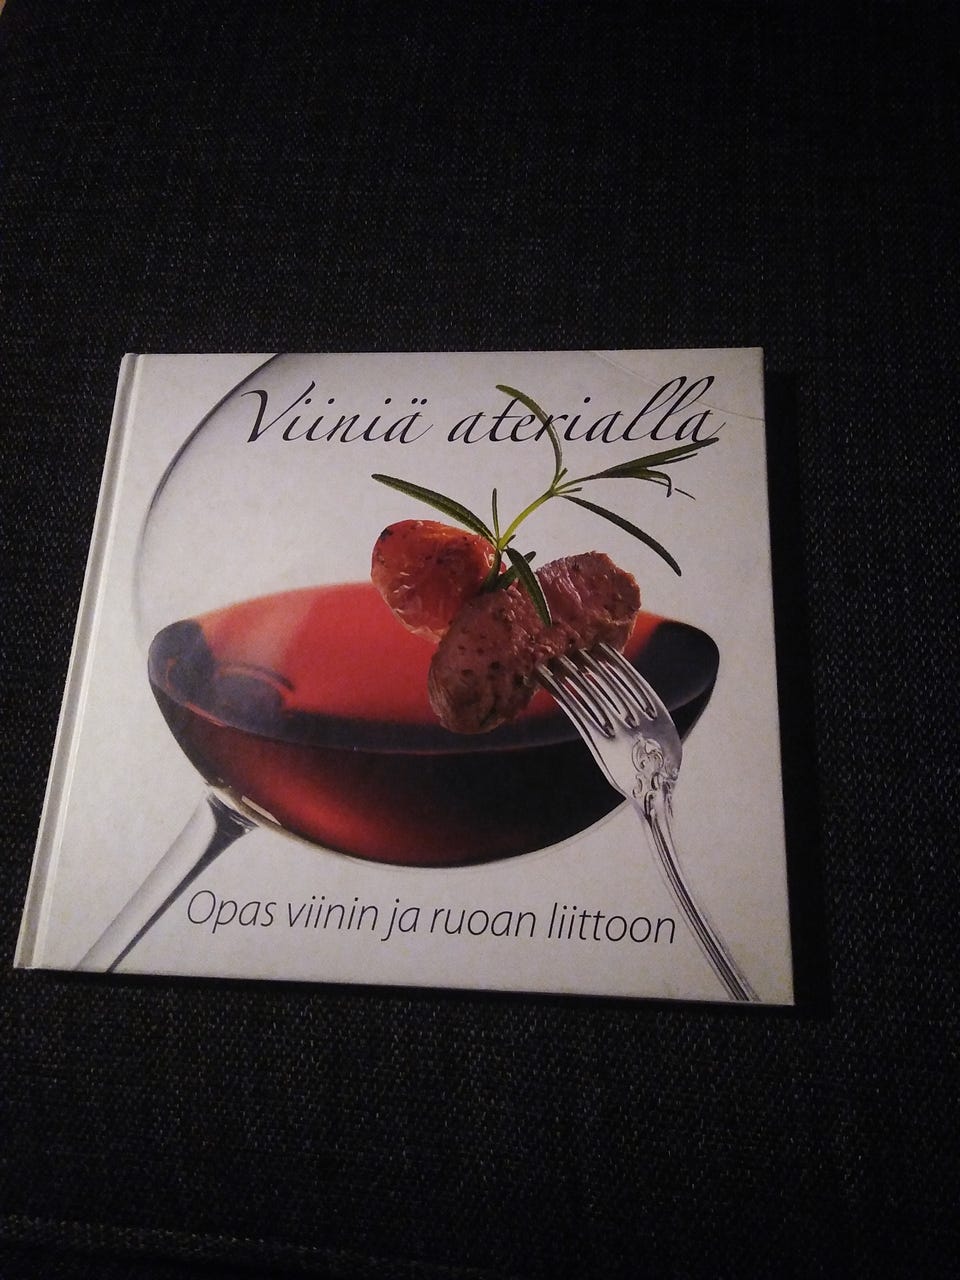 Viiniä aterialla
Opas viinin ja ruoan liittoon